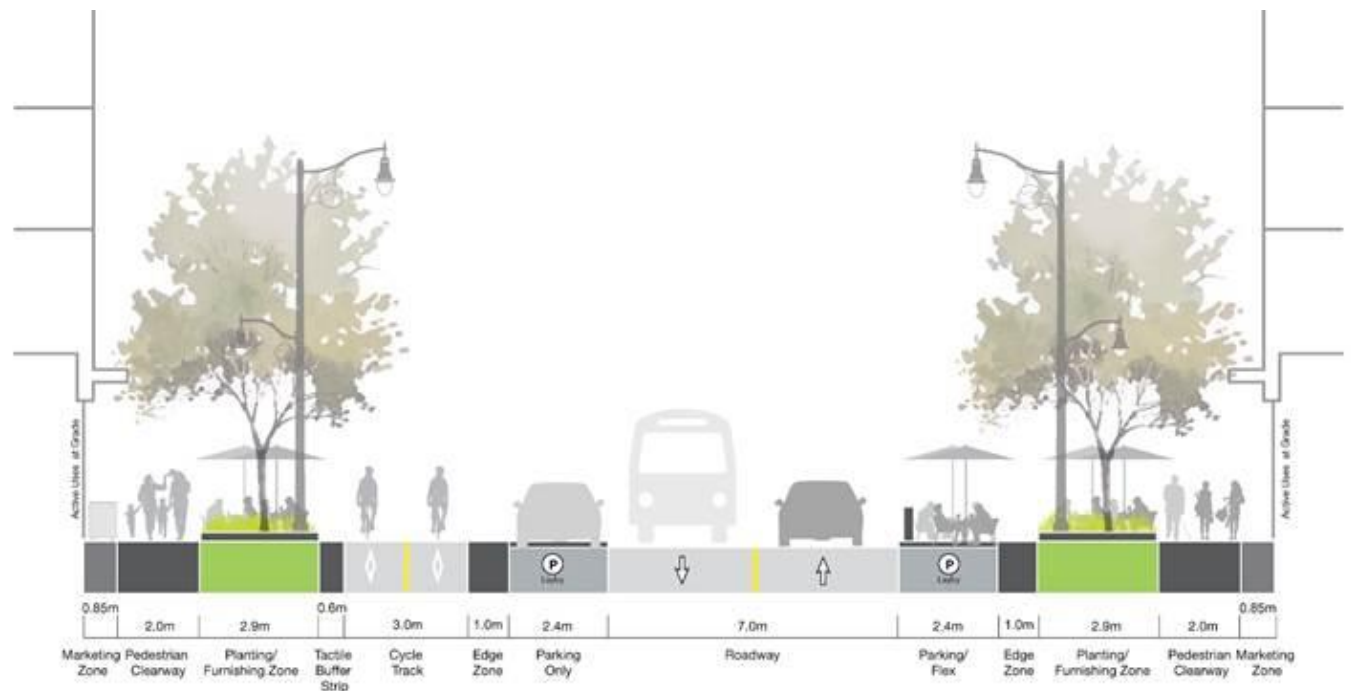 Active Uses at Grade
Active Uses at Grade
P
Layby
P
Layby
0.85m 2.0m 2.9m 0.6m 3.0m 1.0m 2.4m 7.0m 2.4m 1.0m 2.9m 2.0m 0.85m
Marketing Zone
Pedestrian Clearway
Planting/ Furnishing Zone
Tactile Buffer Strip
Cycle Track
Edge Zone
Parking Only
Roadway
Parking/ Flex
Edge Zone
Planting/ Furnishing Zone
Pedestrian Clearway
Marketing Zone